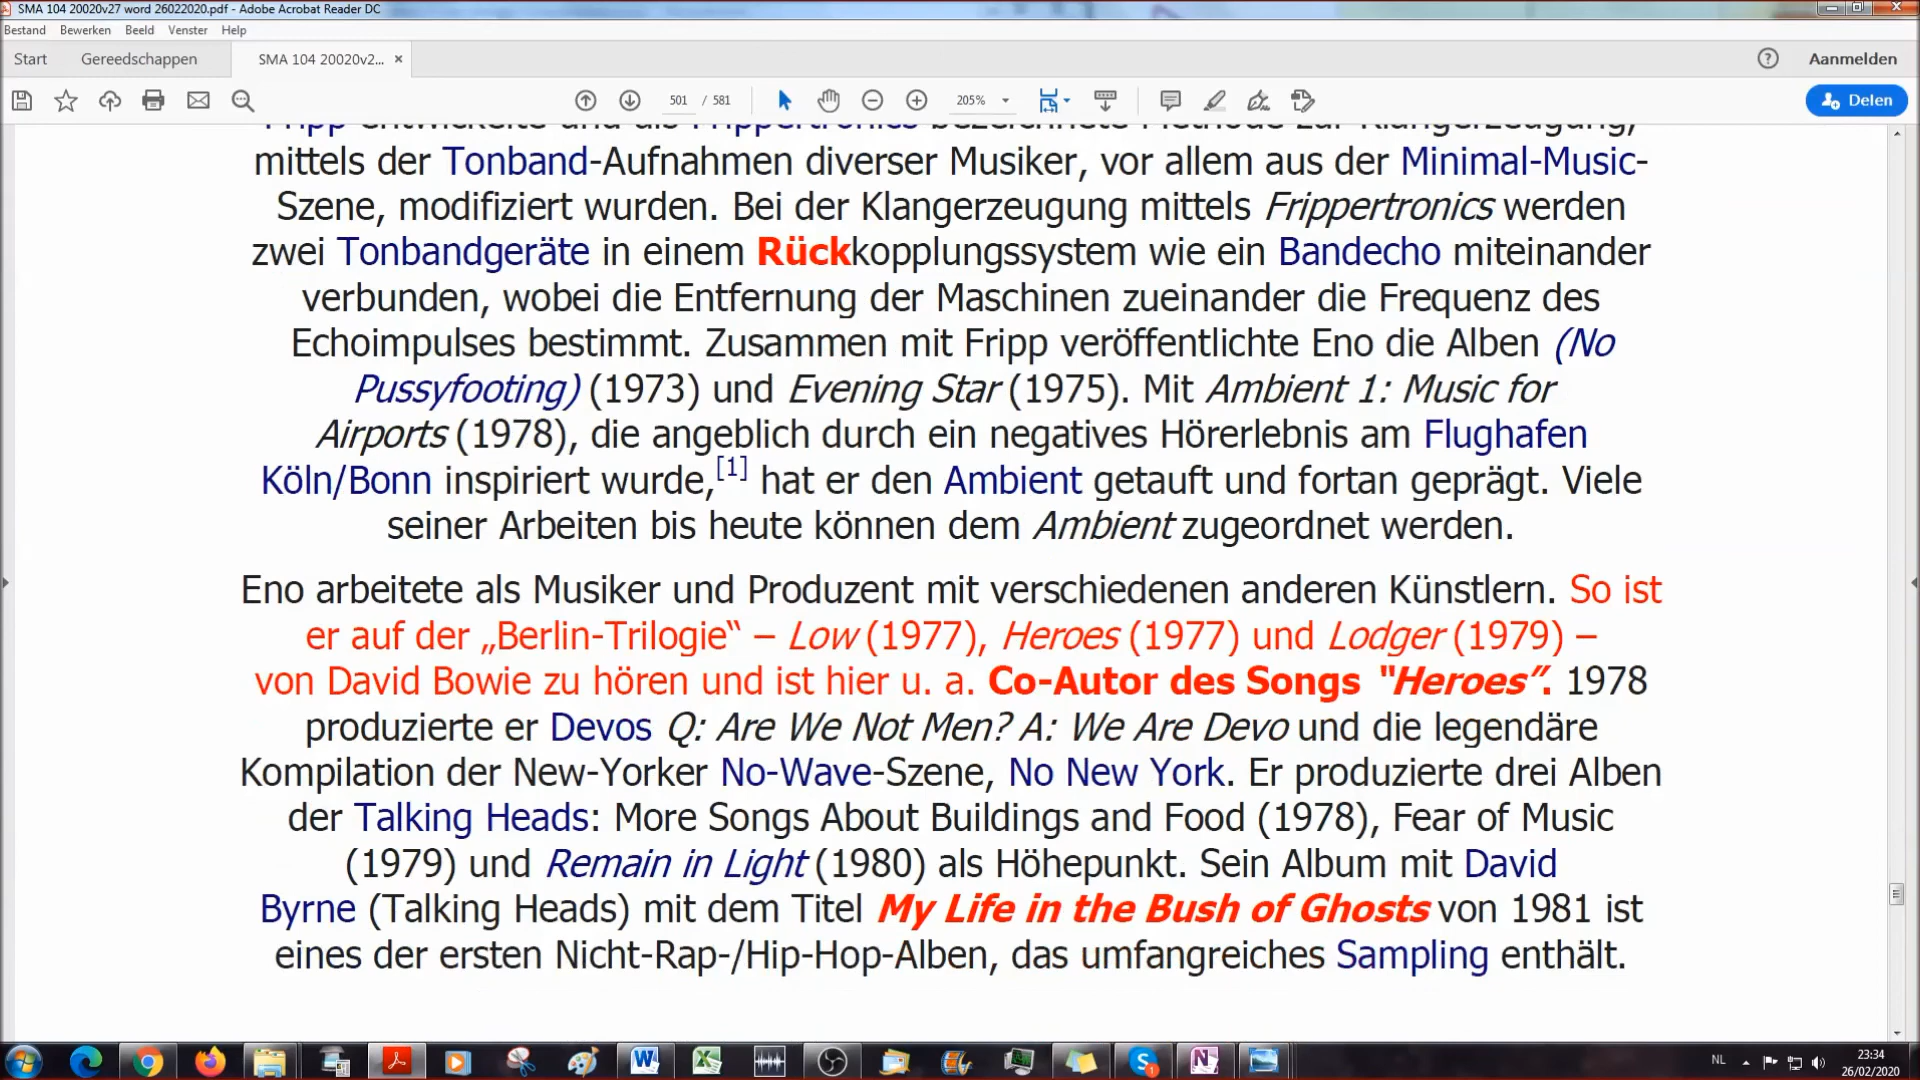 SMA 104 20020v27 word 26022020.pdf - Adobe Acrobat Reader DC
Bestand Bewerken Beeld Venster Help
Start Gereedschappen SMA 104 20020v2... × Aanmelden
501 / 581 205% Delen
Fripp entwickelte und als Frippertronics bezeichnete Methode zur Klangerzeugung,
mittels der Tonband-Aufnahmen diverser Musiker, vor allem aus der Minimal-Music-
Szene, modifiziert wurden. Bei der Klangerzeugung mittels Frippertronics werden
zwei Tonbandgeräte in einem Rückkopplungssystem wie ein Bandecho miteinander
verbunden, wobei die Entfernung der Maschinen zueinander die Frequenz des
Echoimpulses bestimmt. Zusammen mit Fripp veröffentlichte Eno die Alben (No
Pussyfooting) (1973) und Evening Star (1975). Mit Ambient 1: Music for
Airports (1978), die angeblich durch ein negatives Hörerlebnis am Flughafen
Köln/Bonn inspiriert wurde,[1] hat er den Ambient getauft und fortan geprägt. Viele
seiner Arbeiten bis heute können dem Ambient zugeordnet werden.
Eno arbeitete als Musiker und Produzent mit verschiedenen anderen Künstlern. So ist
er auf der „Berlin-Trilogie“ – Low (1977), Heroes (1977) und Lodger (1979) –
von David Bowie zu hören und ist hier u. a. Co-Autor des Songs "Heroes”. 1978
produzierte er Devos Q: Are We Not Men? A: We Are Devo und die legendäre
Kompilation der New-Yorker No-Wave-Szene, No New York. Er produzierte drei Alben
der Talking Heads: More Songs About Buildings and Food (1978), Fear of Music
(1979) und Remain in Light (1980) als Höhepunkt. Sein Album mit David
Byrne (Talking Heads) mit dem Titel My Life in the Bush of Ghosts von 1981 ist
eines der ersten Nicht-Rap-/Hip-Hop-Alben, das umfangreiches Sampling enthält.
NL 23:34
26/02/2020